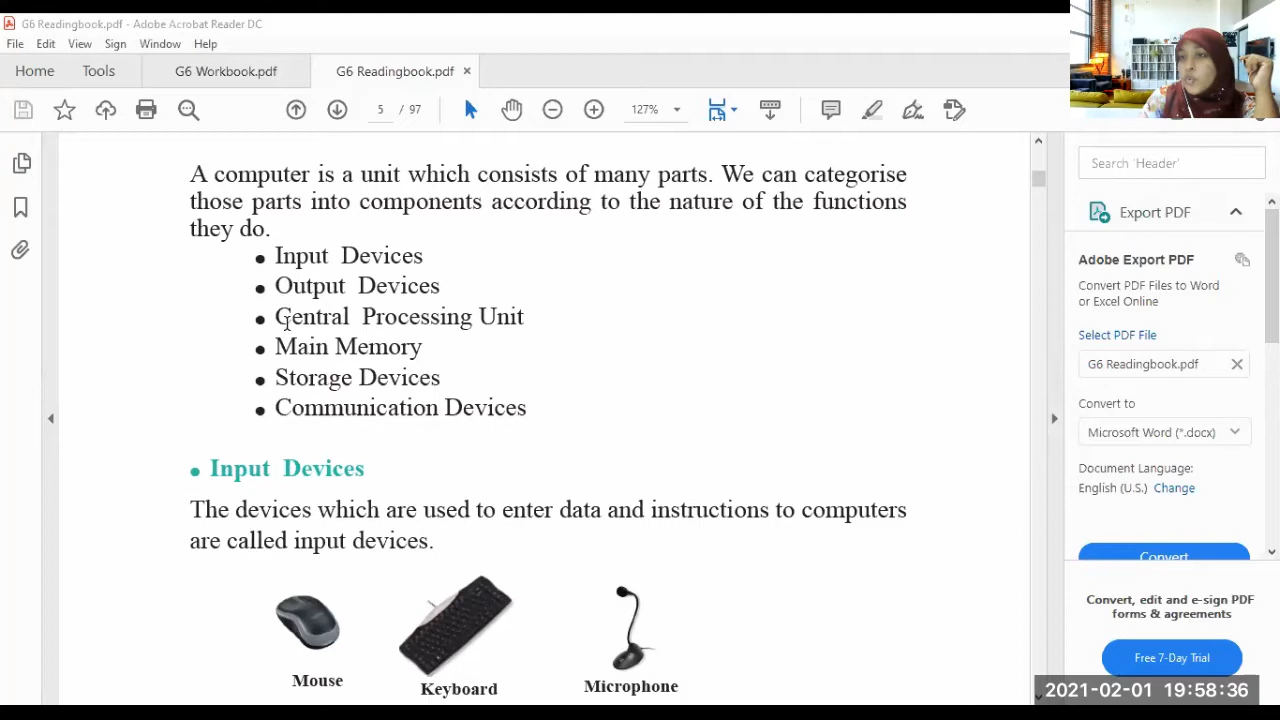 G6 Readingbook.pdf - Adobe Acrobat Reader DC
File Edit View Sign Window Help
Home Tools G6 Workbook.pdf G6 Readingbook.pdf ×
5 / 97 127%
A computer is a unit which consists of many parts. We can categorise
those parts into components according to the nature of the functions
they do.
• Input Devices
• Output Devices
• Central Processing Unit
• Main Memory
• Storage Devices
• Communication Devices
• Input Devices
The devices which are used to enter data and instructions to computers
are called input devices.
Mouse Keyboard Microphone
Search 'Header'
Export PDF
Adobe Export PDF
Convert PDF Files to Word
or Excel Online
Select PDF File
G6 Readingbook.pdf
Convert to
Microsoft Word (*.docx)
Document Language:
English (U.S.) Change
Convert
Convert, edit and e-sign PDF
forms & agreements
Free 7-Day Trial
2021-02-01 19:58:36